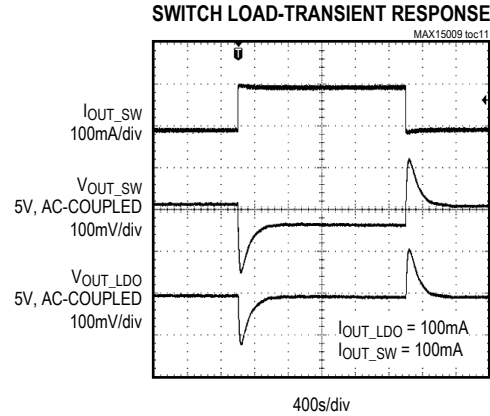 SWITCH LOAD-TRANSIENT RESPONSE
MAX15009 toc11
IOUT_SW
100mA/div
VOUT_SW
5V, AC-COUPLED
100mV/div
VOUT_LDO
5V, AC-COUPLED
100mV/div
IOUT_LDO = 100mA
IOUT_SW = 100mA
400s/div